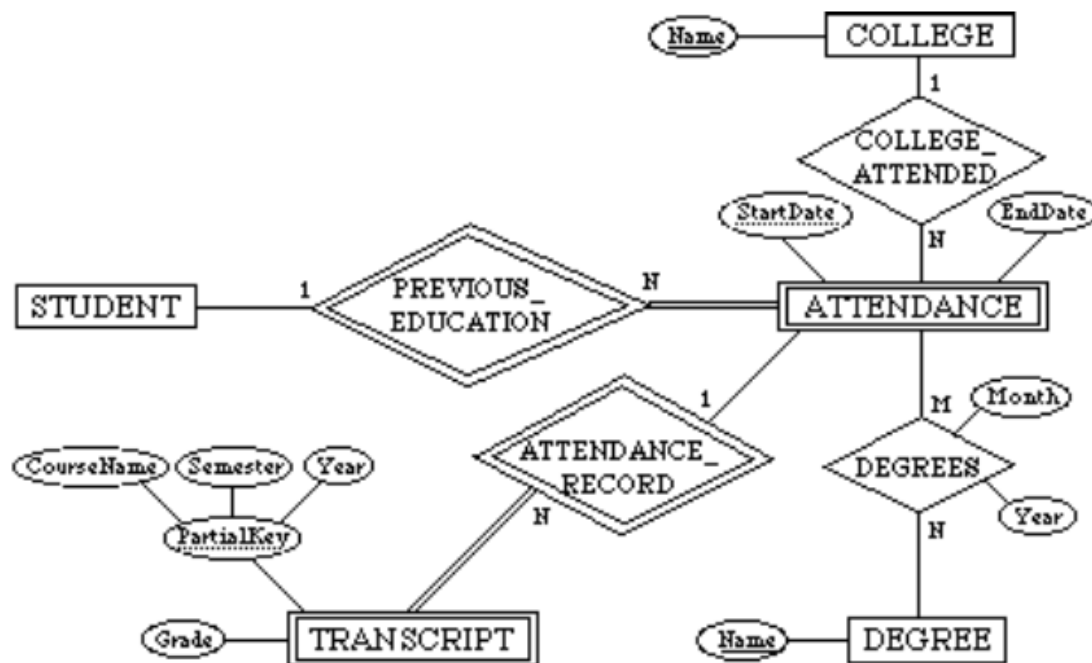 Name
COLLEGE
1
COLLEGE_
ATTENDED
StartDate
EndDate
N
STUDENT
1
PREVIOUS_
EDUCATION
N
ATTENDANCE
1
M
Month
ATTENDANCE_
RECORD
DEGREES
CourseName
Semester
Year
N
Year
PartialKey
N
Grade
TRANSCRIPT
Name
DEGREE